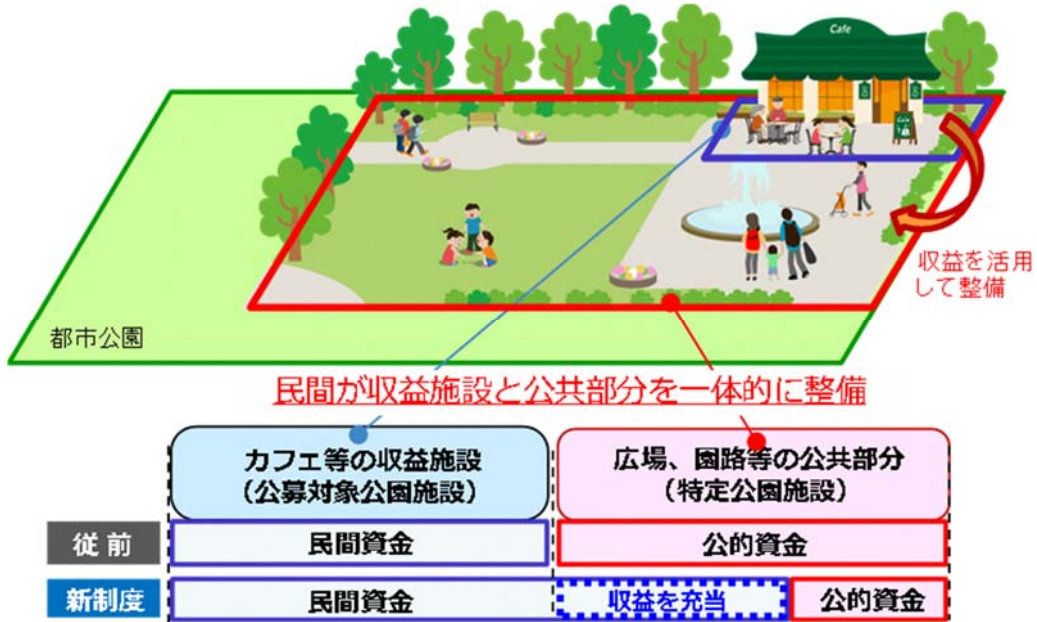 Cafe
Cafe
収益を活用
して整備
都市公園
民間が収益施設と公共部分を一体的に整備
カフェ等の収益施設
(公募対象公園施設)
広場、園路等の公共部分
(特定公園施設)
従前
民間資金
公的資金
新制度
民間資金
収益を充当
公的資金